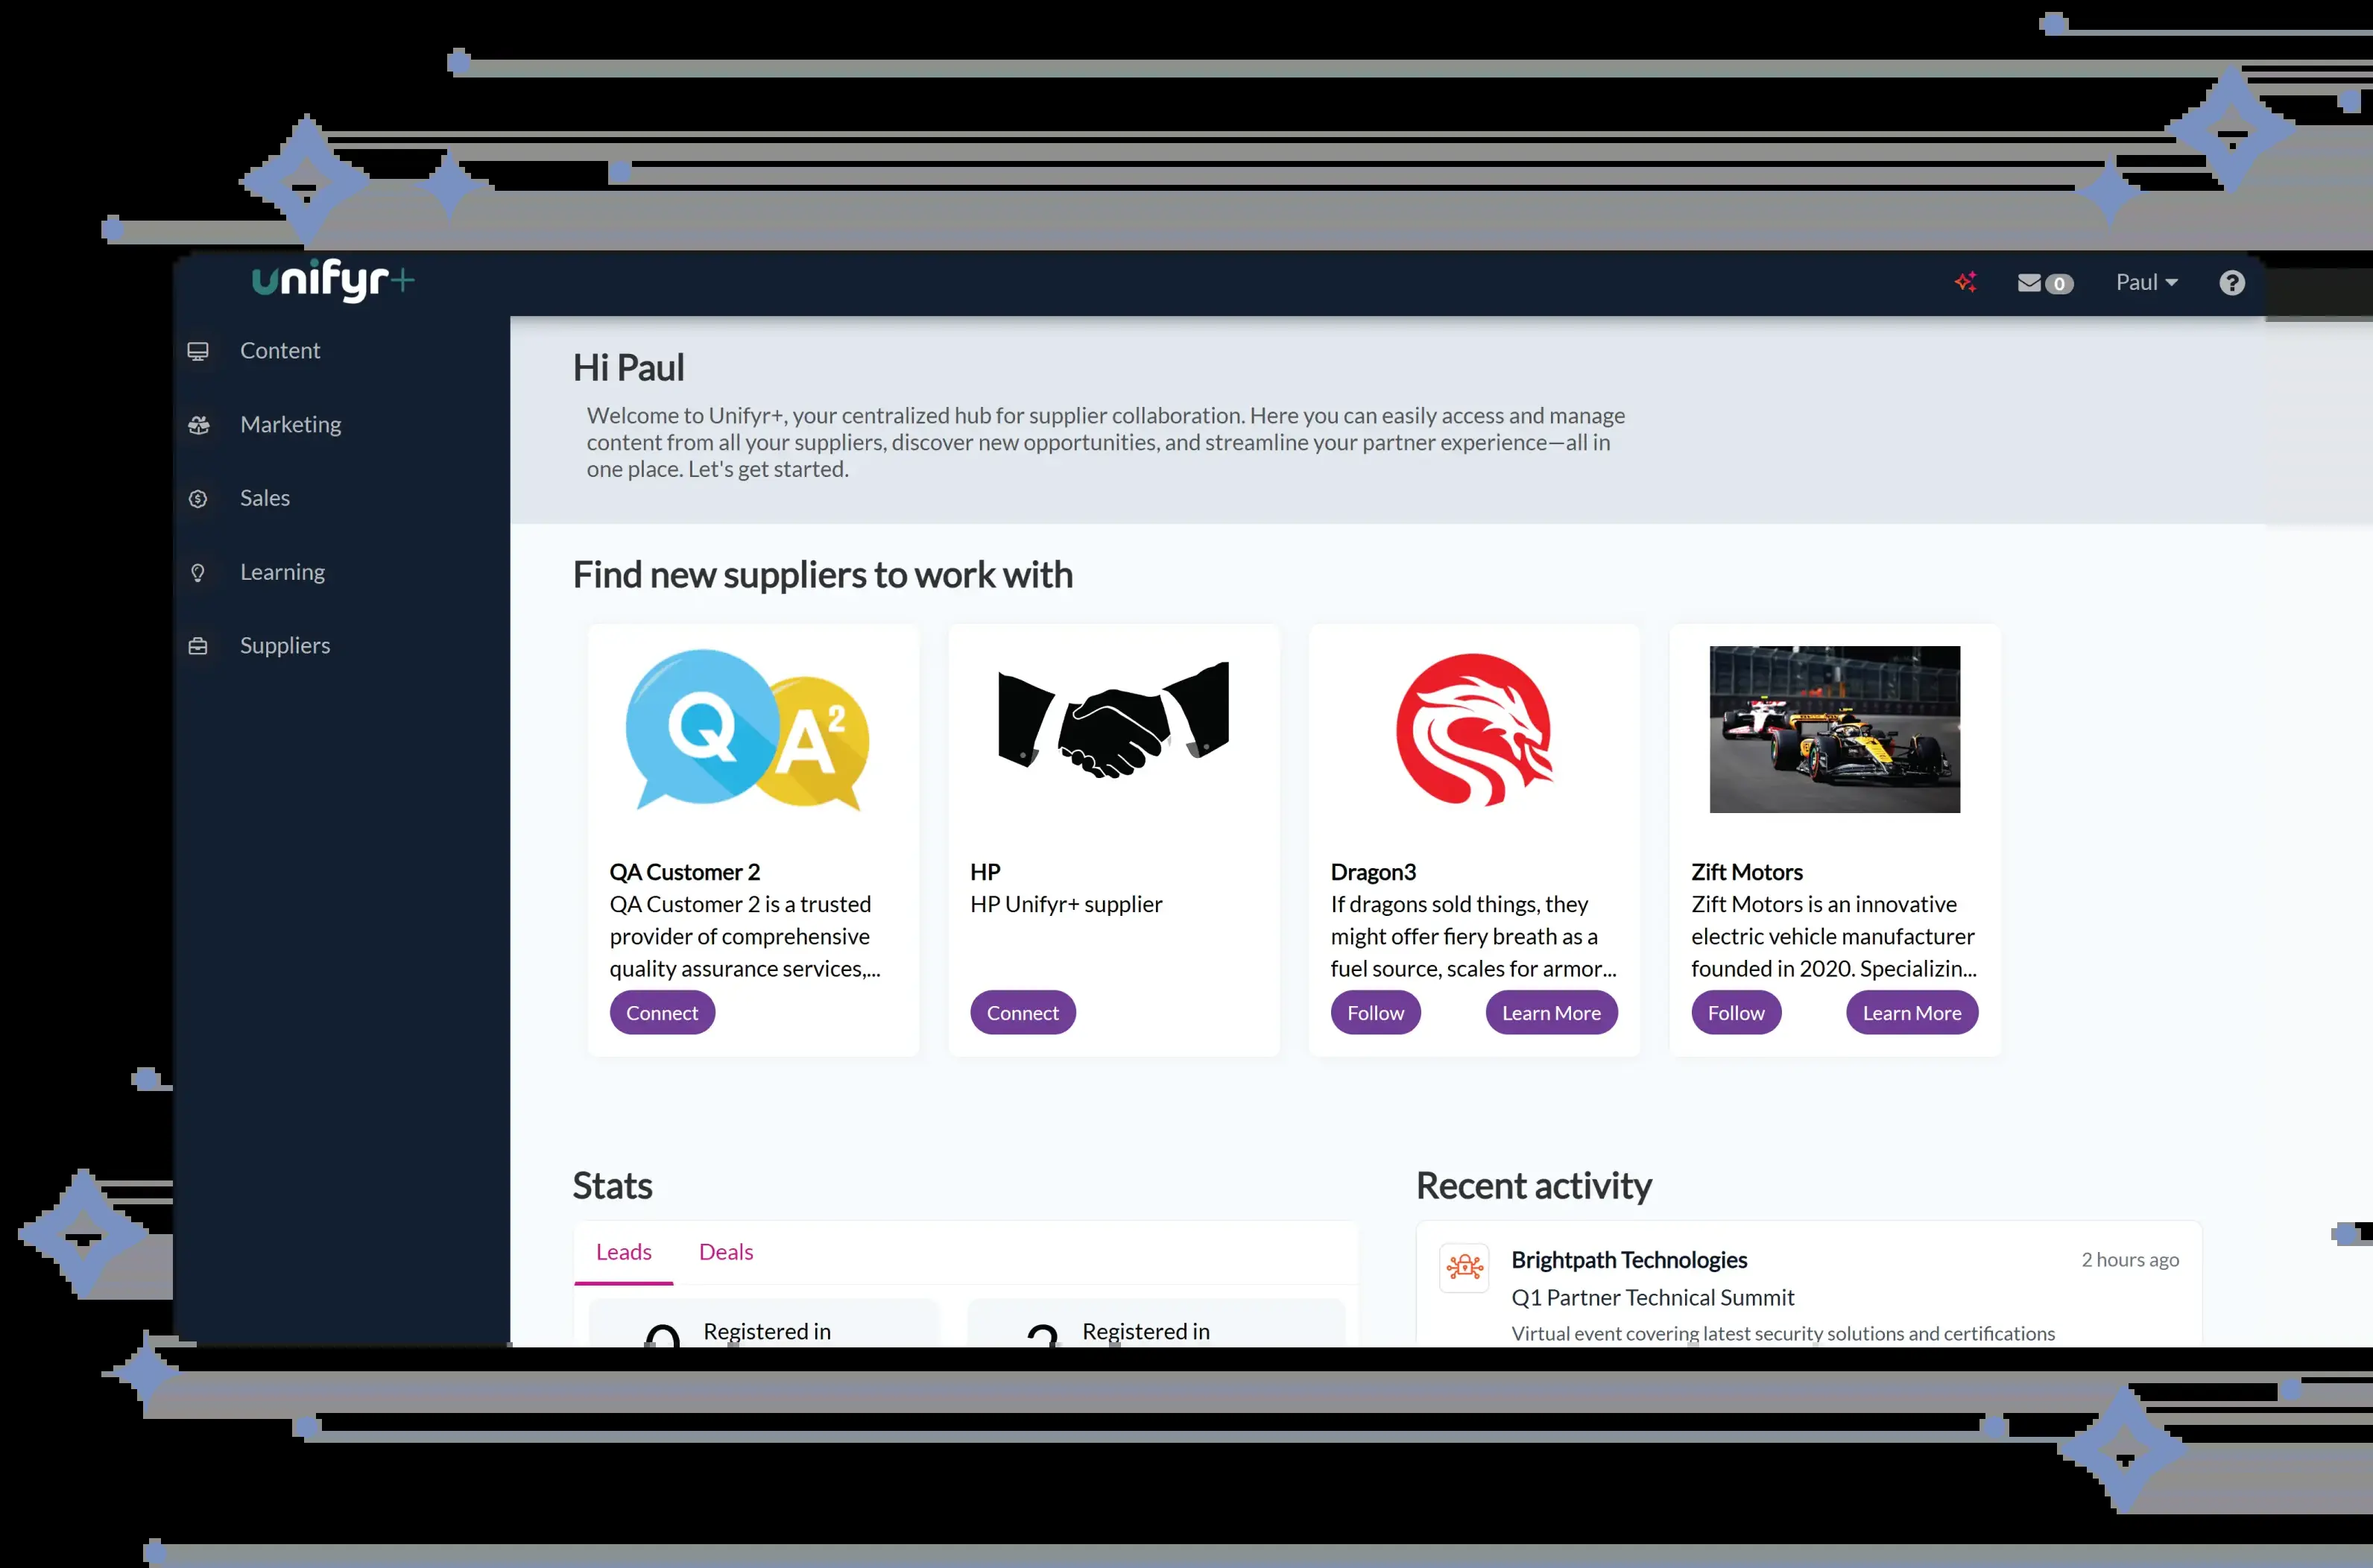 unifyr+
0
Paul
?
Content
Marketing
Sales
Learning
Suppliers
Hi Paul
Welcome to Unifyr+, your centralized hub for supplier collaboration. Here you can easily access and manage
content from all your suppliers, discover new opportunities, and streamline your partner experience—all in
one place. Let's get started.
Find new suppliers to work with
Q A²
QA Customer 2
QA Customer 2 is a trusted
provider of comprehensive
quality assurance services,...
Connect
HP
HP Unifyr+ supplier
Connect
Dragon3
If dragons sold things, they
might offer fiery breath as a
fuel source, scales for armor...
Follow
Learn More
Zift Motors
Zift Motors is an innovative
electric vehicle manufacturer
founded in 2020. Specializin...
Follow
Learn More
Stats
Leads
Deals
Registered in
Registered in
Recent activity
Brightpath Technologies
2 hours ago
Q1 Partner Technical Summit
Virtual event covering latest security solutions and certifications